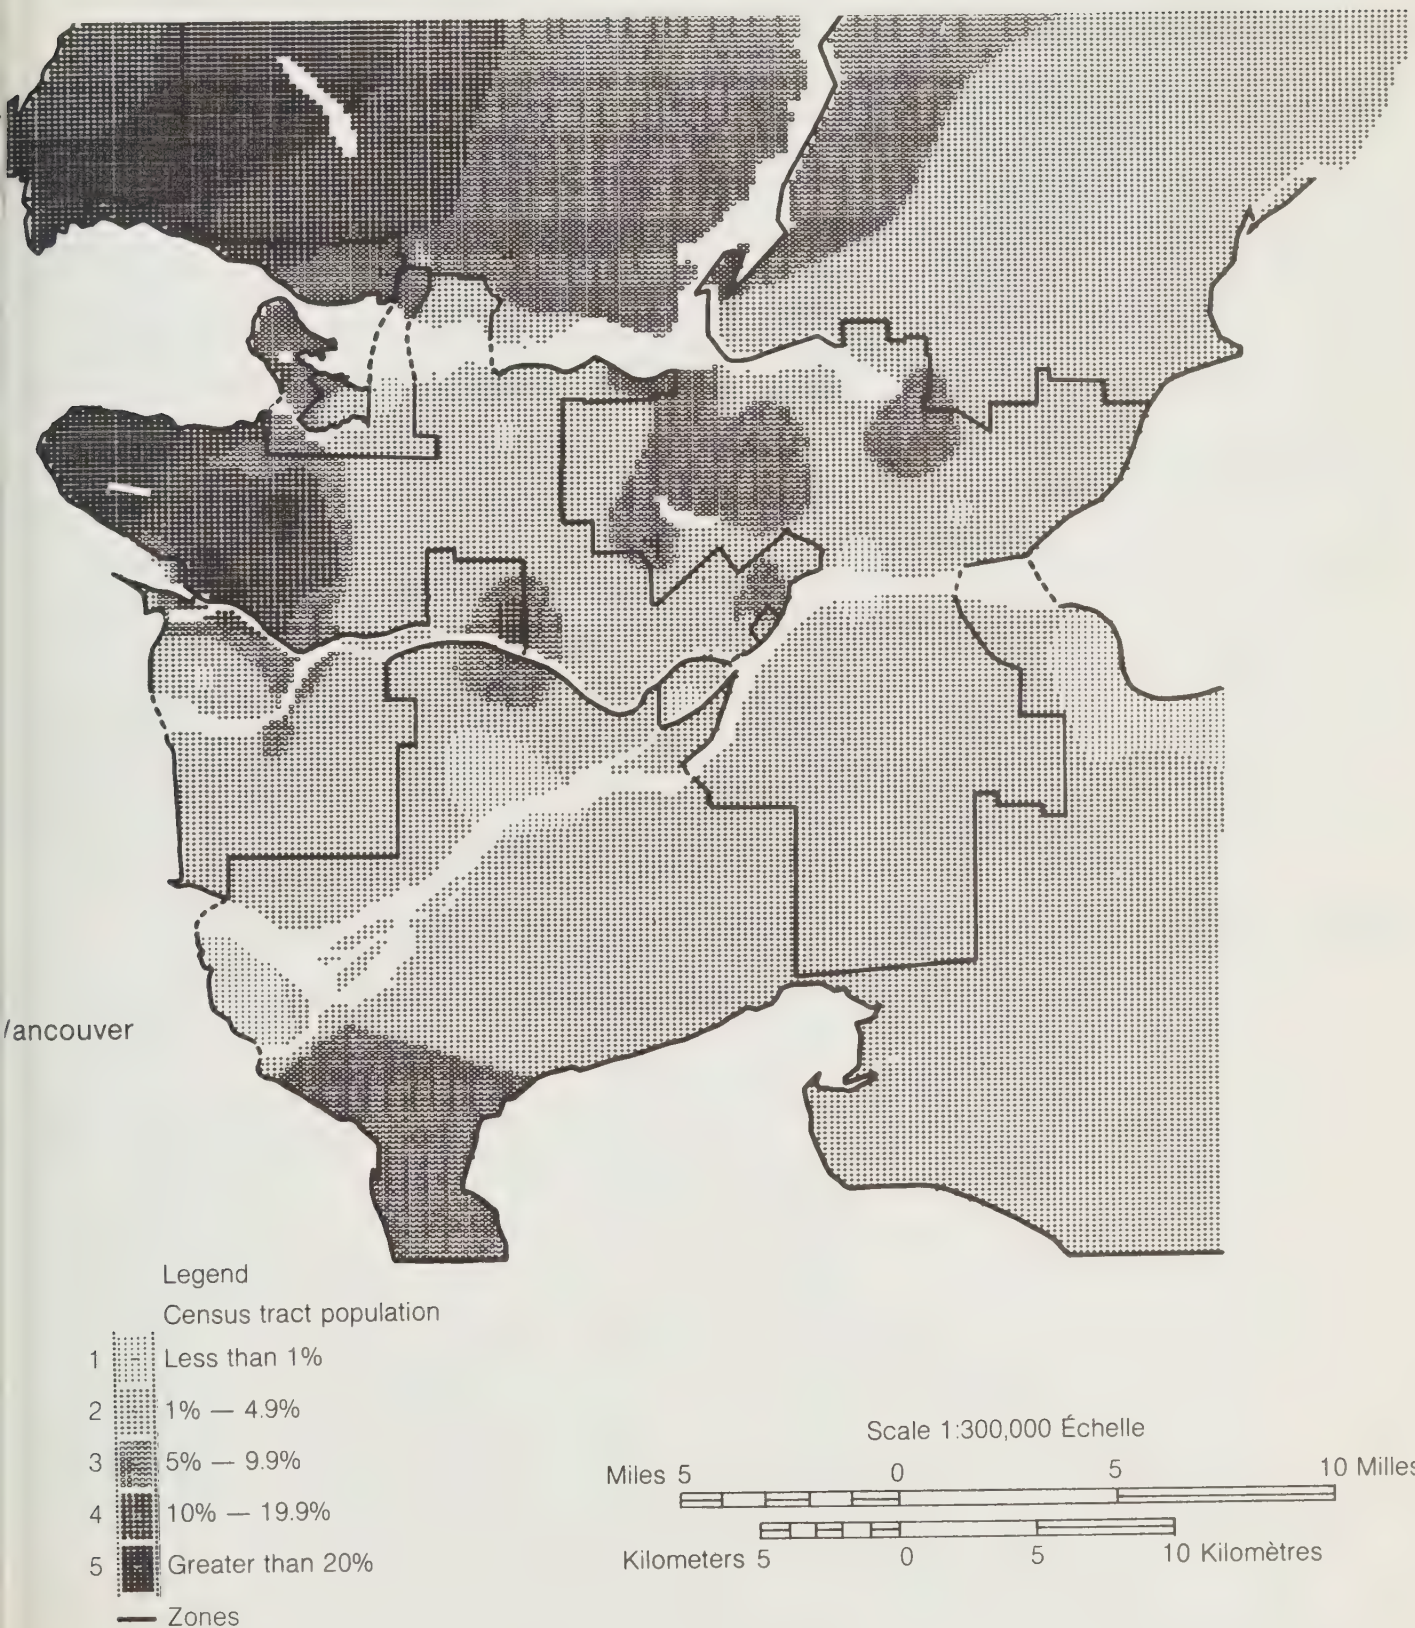 Vancouver
Legend
Census tract population
1 Less than 1%
2 1% — 4.9%
3 5% — 9.9%
4 10% — 19.9%
5 Greater than 20%
Zones
Scale 1:300,000 Échelle
Miles 5 0 5 10 Milles
Kilometers 5 0 5 10 Kilomètres